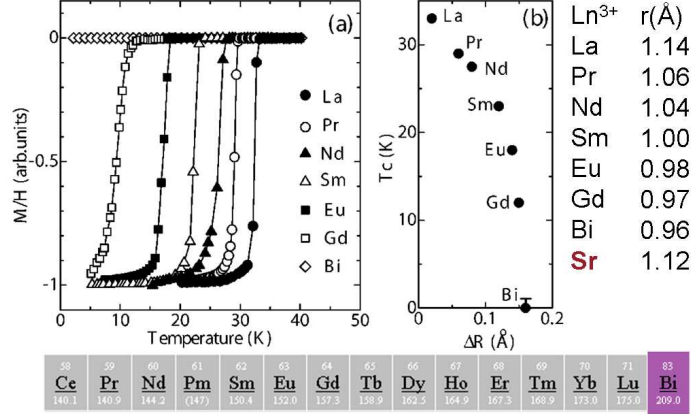 (a)
0
-0.5
-1
M/H (arb.units)
La
Pr
Nd
Sm
Eu
Gd
Bi
0 10 20 30 40 50
Temperature (K)
(b)
30
20
10
0
Tc (K)
La
Pr
Nd
Sm
Eu
Gd
Bi
0 0.1 0.2
ΔR (Å)
Ln3+ r(Å)
La 1.14
Pr 1.06
Nd 1.04
Sm 1.00
Eu 0.98
Gd 0.97
Bi 0.96
Sr 1.12
58 59 60 61 62 63 64 65 66 67 68 69 70 71 83
Ce Pr Nd Pm Sm Eu Gd Tb Dy Ho Er Tm Yb Lu Bi
140.1 140.9 144.2 (147) 150.4 152.0 157.3 158.9 162.5 164.9 167.3 168.9 173.0 175.0 209.0